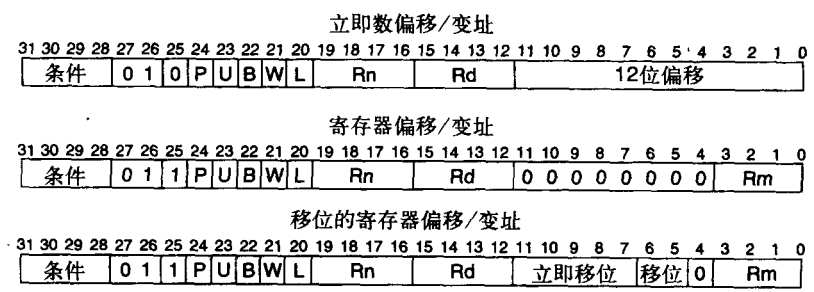 立即数偏移/变址
31 30 29 28 27 26 25 24 23 22 21 20 19 18 17 16 15 14 13 12 11 10 9 8 7 6 5 4 3 2 1 0
条件 0 1 0 P U B W L Rn Rd 12位偏移
寄存器偏移/变址
31 30 29 28 27 26 25 24 23 22 21 20 19 18 17 16 15 14 13 12 11 10 9 8 7 6 5 4 3 2 1 0
条件 0 1 1 P U B W L Rn Rd 0 0 0 0 0 0 0 0 Rm
移位的寄存器偏移/变址
31 30 29 28 27 26 25 24 23 22 21 20 19 18 17 16 15 14 13 12 11 10 9 8 7 6 5 4 3 2 1 0
条件 0 1 1 P U B W L Rn Rd 立即移位 移位 0 Rm